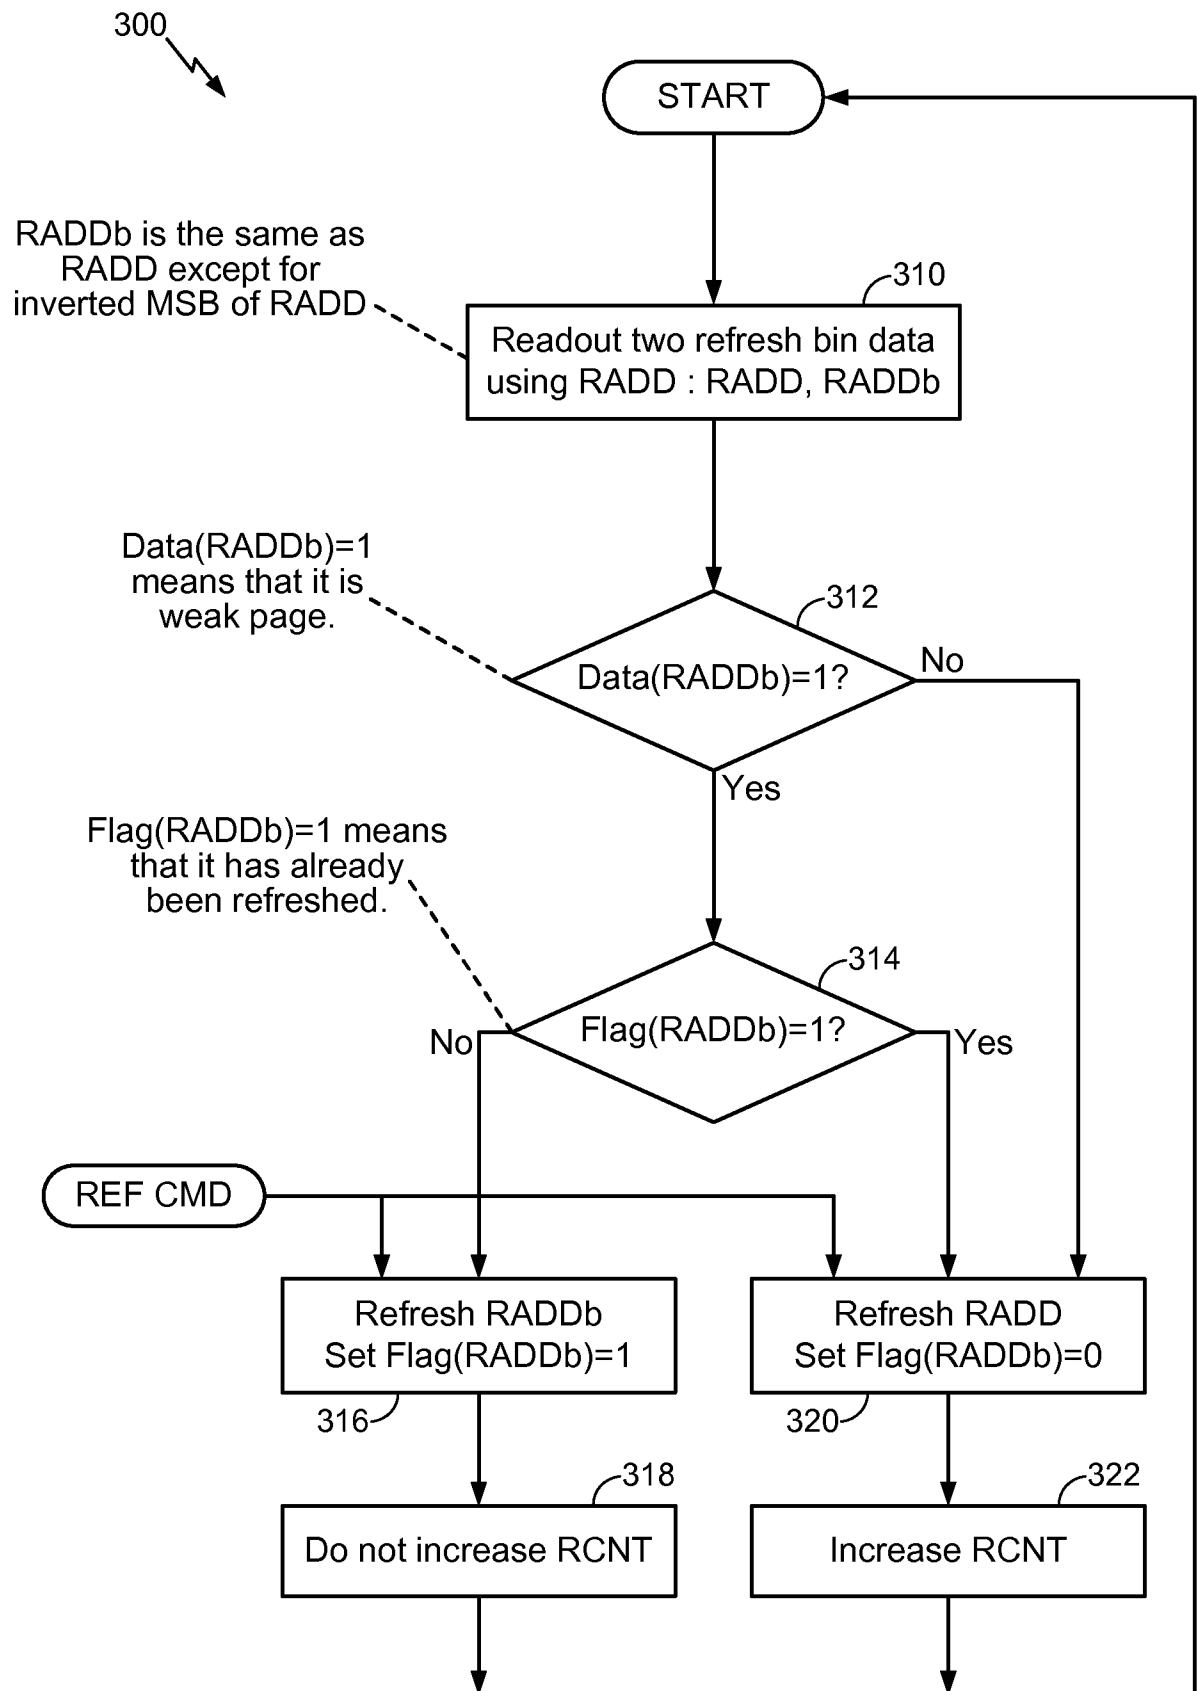 300
START
RADDb is the same as
RADD except for
inverted MSB of RADD
310
Readout two refresh bin data
using RADD : RADD, RADDb
Data(RADDb)=1
means that it is
weak page.
312
Data(RADDb)=1?
No
Yes
Flag(RADDb)=1 means
that it has already
been refreshed.
314
Flag(RADDb)=1?
No
Yes
REF CMD
Refresh RADDb
Set Flag(RADDb)=1
Refresh RADD
Set Flag(RADDb)=0
316
320
318
322
Do not increase RCNT
Increase RCNT